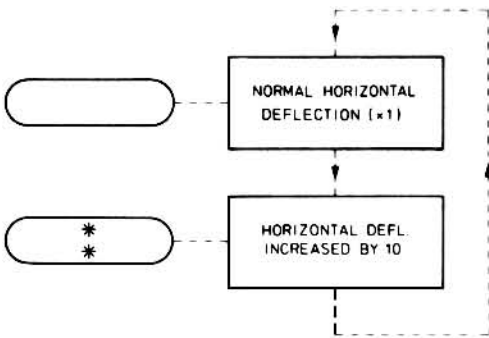 NORMAL HORIZONTAL
DEFLECTION (×1)
* 
*
HORIZONTAL DEFL.
INCREASED BY 10